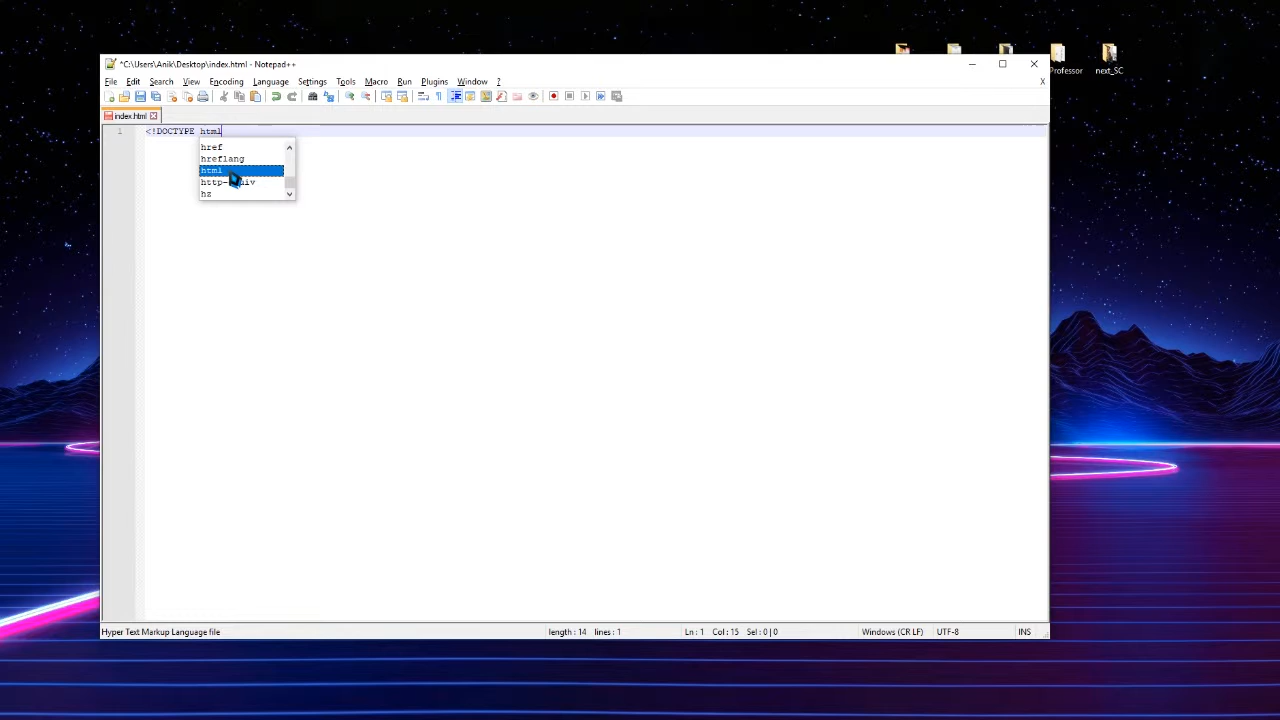 Professor
next_SC
*C:\Users\Anik\Desktop\index.html - Notepad++
File Edit Search View Encoding Language Settings Tools Macro Run Plugins Window ? X
index.html
1 <!DOCTYPE html
href
hreflang
html
hz
Hyper Text Markup Language file length : 14 lines : 1 Ln : 1 Col : 15 Sel : 0 | 0 Windows (CR LF) UTF-8 INS